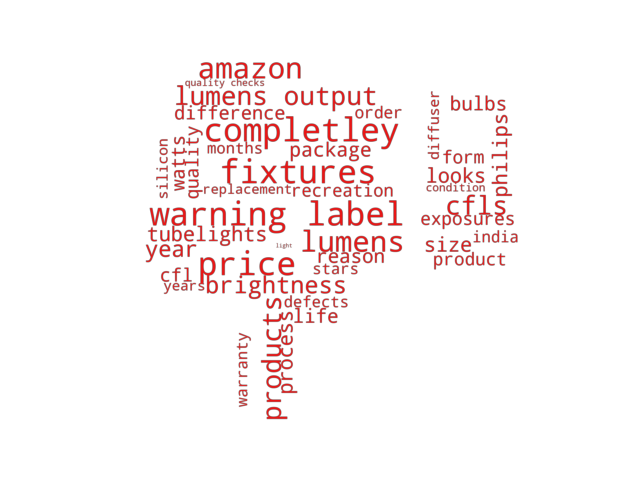 amazon
quality checks
lumens output
difference
order
completley
months
package
silicon
watts
quality
fixtures
replacement
recreation
warning label
tubelights
light
lumens
year
reason
price
stars
cfl
years
brightness
defects
products
process
life
warranty
diffuser
bulbs
philips
form
looks
condition
cfls
exposures
india
size
product